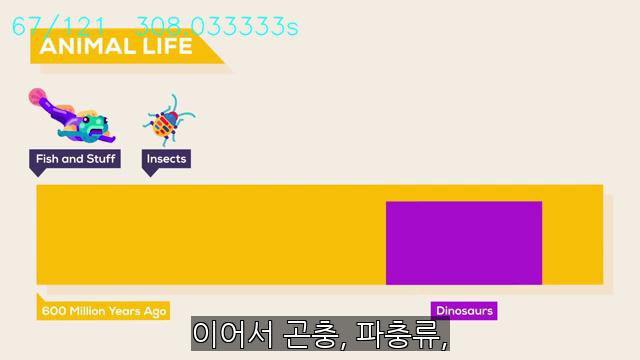 67/121 308.033333s
ANIMAL LIFE
Fish and Stuff
Insects
600 Million Years Ago
Dinosaurs
이어서 곤충, 파충류,